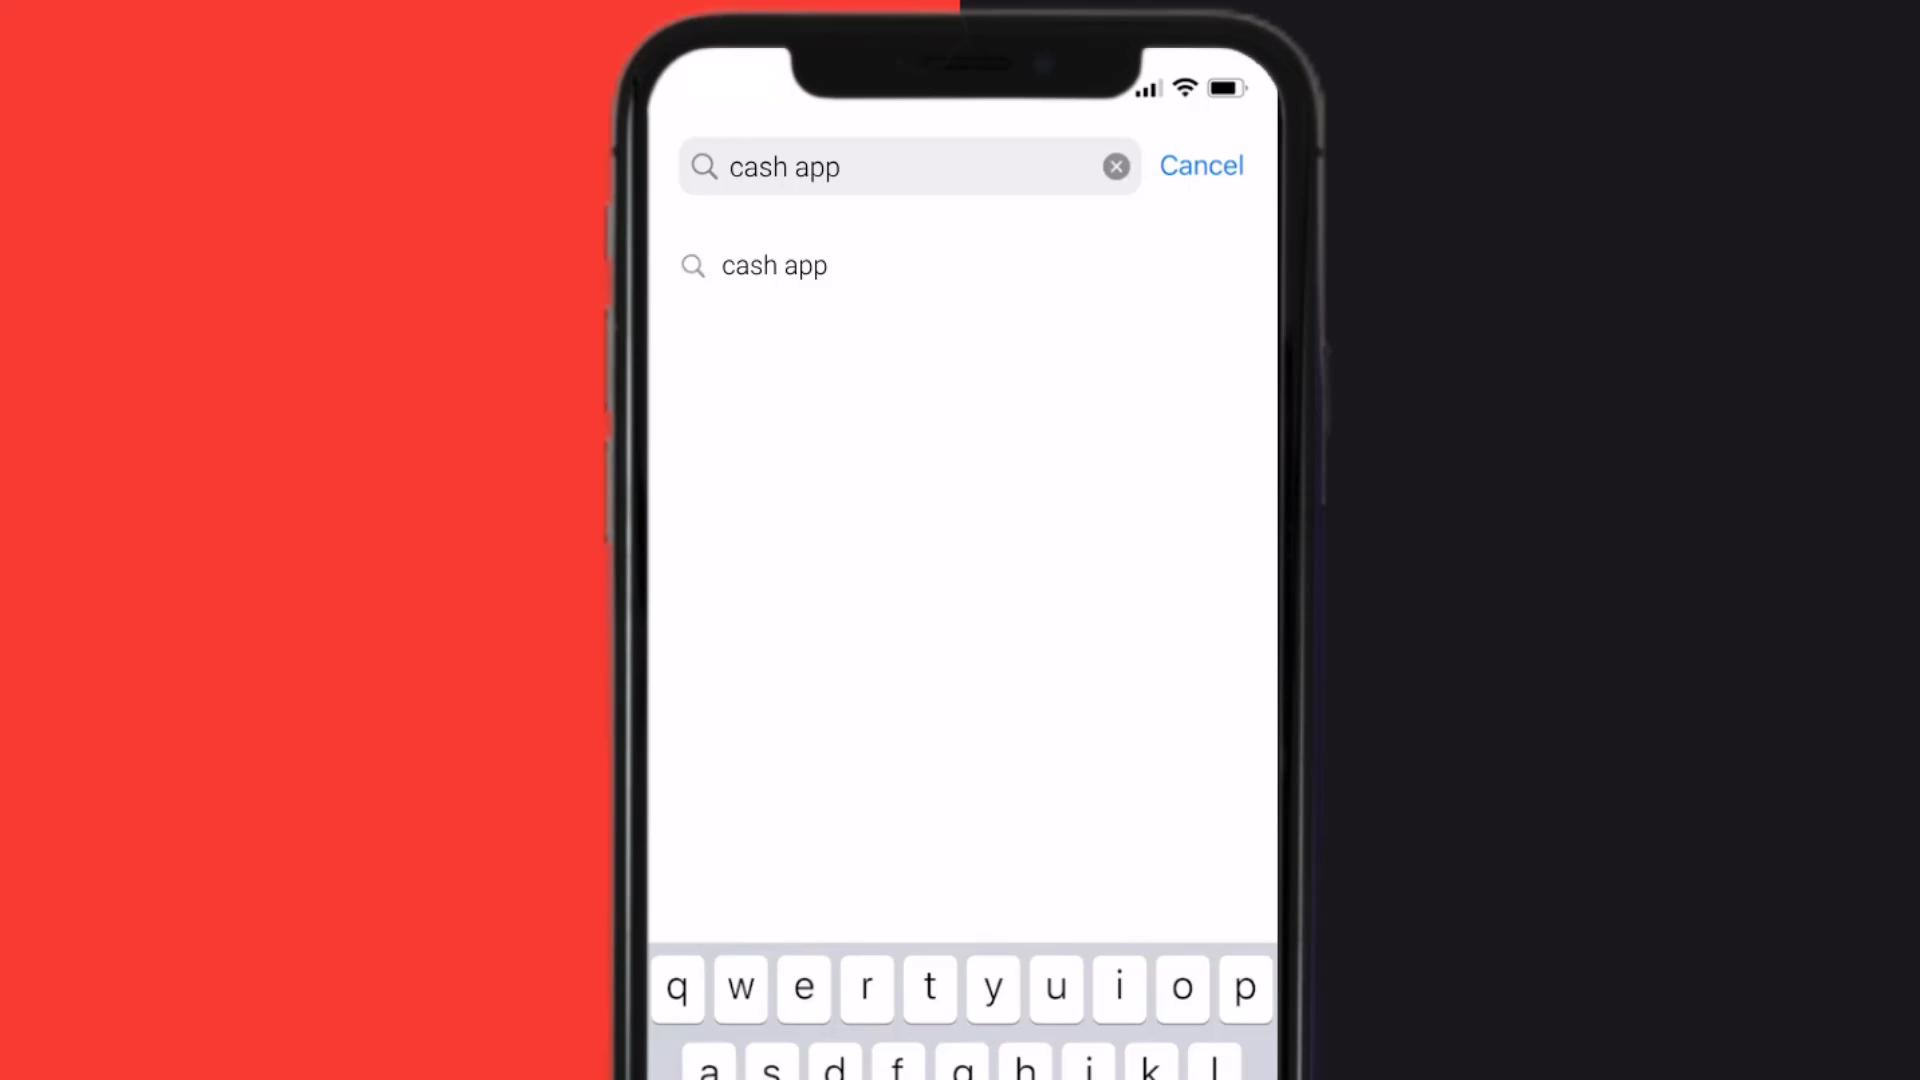 cash app
Cancel
cash app
q w e r t y u i o p
a s d f g h j k l